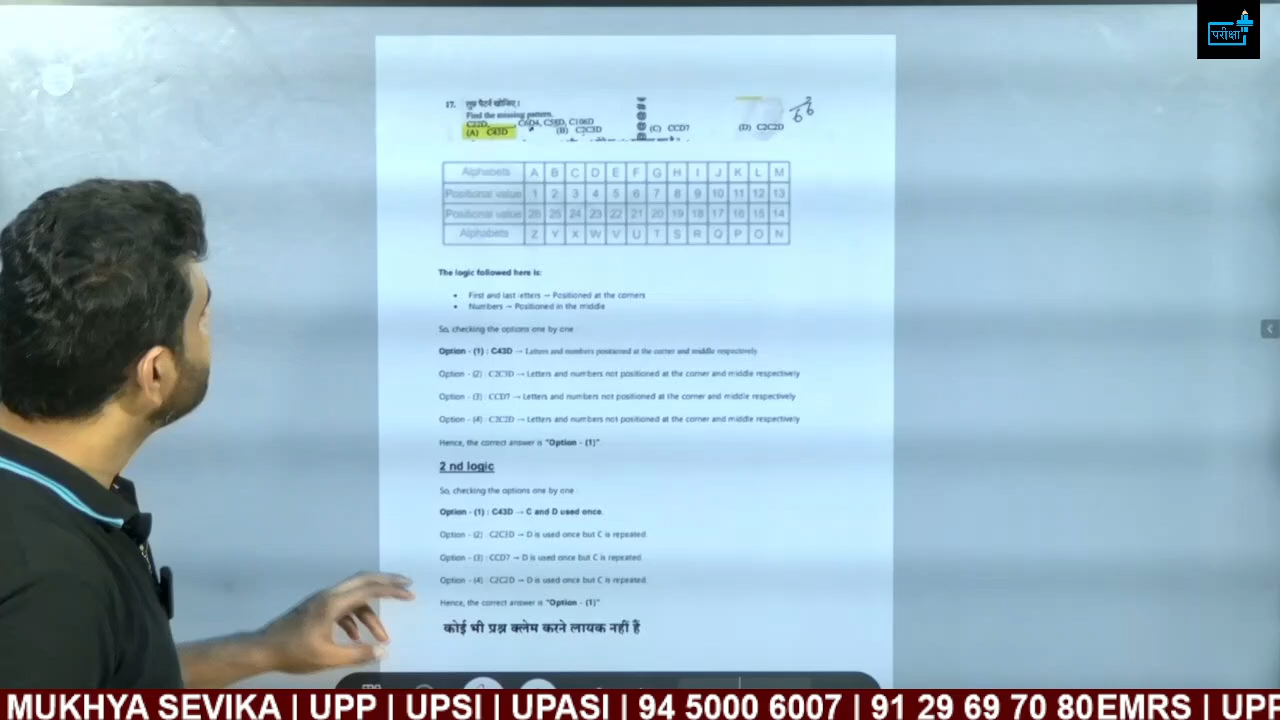 परीक्षा
17. लुप्त पैटर्न खोजिए।
Find the missing pattern.
C22D, ____, C6D4, C58D, C106D
(A) C43D (B) C2C3D (C) CCD7 (D) C2C2D
Alphabets A B C D E F G H I J K L M
Positional value 1 2 3 4 5 6 7 8 9 10 11 12 13
Positional value 26 25 24 23 22 21 20 19 18 17 16 15 14
Alphabets Z Y X W V U T S R Q P O N
The logic followed here is:
• First and last letters → Positioned at the corners
• Numbers → Positioned in the middle
So, checking the options one by one
Option - (1) : C43D → Letters and numbers positioned at the corner and middle respectively
Option - (2) : C2C3D → Letters and numbers not positioned at the corner and middle respectively
Option - (3) : CCD7 → Letters and numbers not positioned at the corner and middle respectively
Option - (4) : C2C2D → Letters and numbers not positioned at the corner and middle respectively
Hence, the correct answer is "Option - (1)"
2 nd logic
So, checking the options one by one
Option - (1) : C43D → C and D used once.
Option - (2) : C2C3D → D is used once but C is repeated.
Option - (3) : CCD7 → D is used once but C is repeated.
Option - (4) : C2C2D → D is used once but C is repeated.
Hence, the correct answer is "Option - (1)"
कोई भी प्रश्न क्लेम करने लायक नहीं है
MUKHYA SEVIKA | UPP | UPSI | UPASI | 94 5000 6007 | 91 29 69 70 80 EMRS | UPP